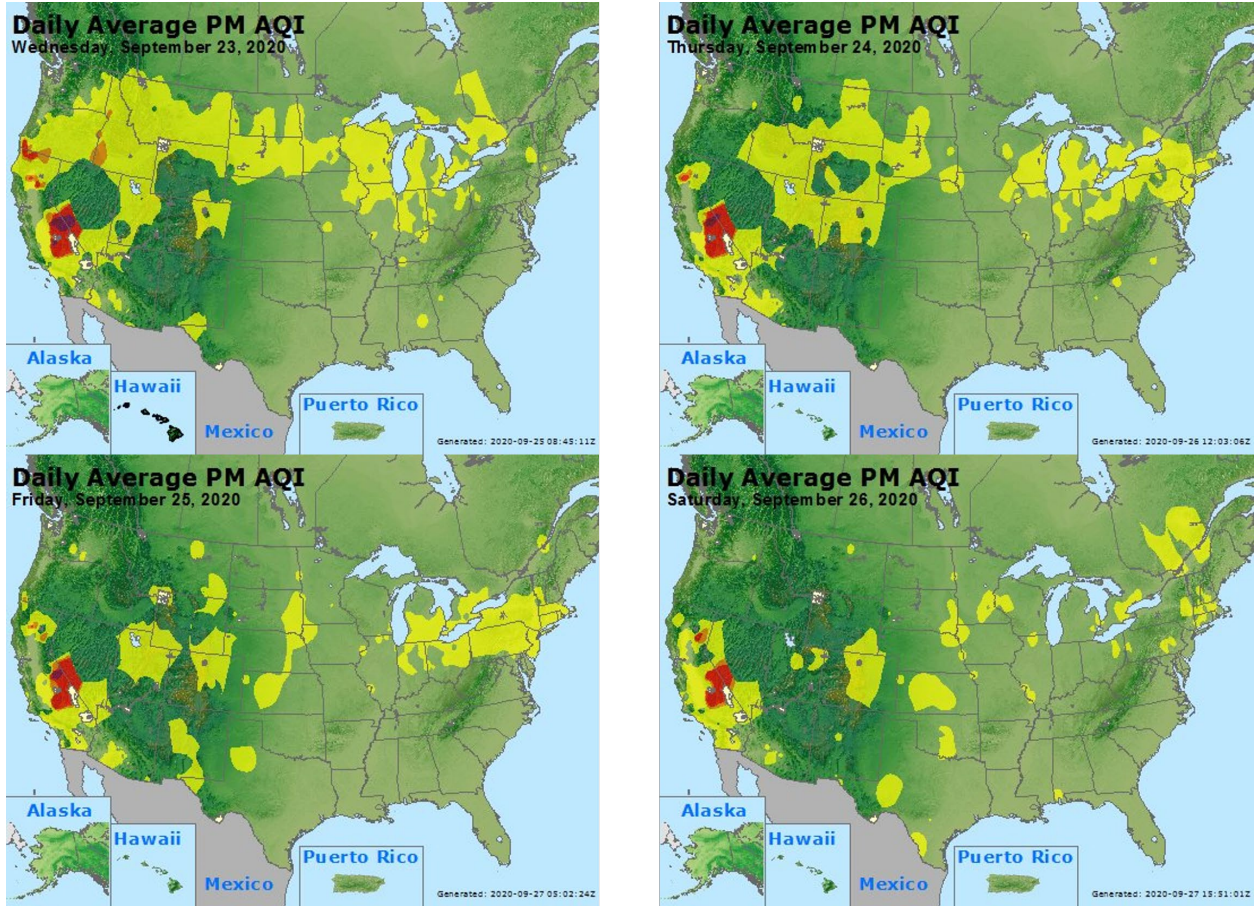 Daily Average PM AQI
Wednesday, September 23, 2020
Alaska
Hawaii
Mexico
Puerto Rico
Generated: 2020-09-25 08:45:11Z
Daily Average PM AQI
Thursday, September 24, 2020
Alaska
Hawaii
Mexico
Puerto Rico
Generated: 2020-09-26 12:03:06Z
Daily Average PM AQI
Friday, September 25, 2020
Alaska
Hawaii
Mexico
Puerto Rico
Generated: 2020-09-27 05:02:24Z
Daily Average PM AQI
Saturday, September 26, 2020
Alaska
Hawaii
Mexico
Puerto Rico
Generated: 2020-09-27 15:51:01Z